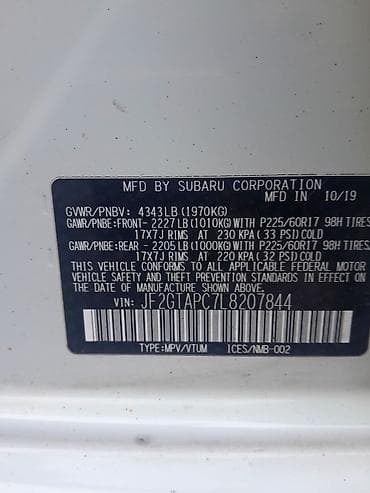 MFD BY SUBARU CORPORATION
MFD IN 10/19
GVWR/PNBV: 4343LB (1970KG)
GAWR/PNBE:FRONT- 2227LB(1010KG)WITH P225/60R17 98H TIRES,
17X7J RIMS AT 230 KPA (33 PSI)COLD
GAWR/PNBE:REAR - 2205LB(1000KG)WITH P225/60R17 98H TIRES,
17X7J RIMS AT 220 KPA (32 PSI)COLD
THIS VEHICLE CONFORMS TO ALL APPLICABLE FEDERAL MOTOR
VEHICLE SAFETY AND THEFT PREVENTION STANDARDS IN EFFECT
ON THE DATE OF MANUFACTURE SHOWN ABOVE.
VIN: JF2GTAPC7L8207844
TYPE:MPV/VTUM ICES/NMB-002